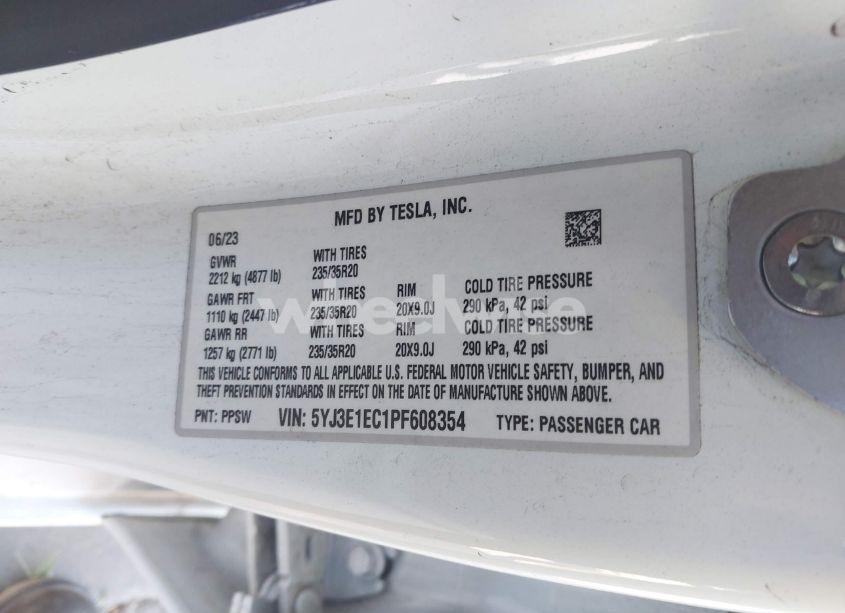 MFD BY TESLA, INC.
06/23
GVWR WITH TIRES
2212 kg (4877 lb) 235/35R20
GAWR FRT WITH TIRES RIM COLD TIRE PRESSURE
1110 kg (2447 lb) 235/35R20 20X9.0J 290 kPa, 42 psi
GAWR RR WITH TIRES RIM COLD TIRE PRESSURE
1257 kg (2771 lb) 235/35R20 20X9.0J 290 kPa, 42 psi
THIS VEHICLE CONFORMS TO ALL APPLICABLE U.S. FEDERAL MOTOR VEHICLE SAFETY, BUMPER, AND
THEFT PREVENTION STANDARDS IN EFFECT ON THE DATE OF MANUFACTURE SHOWN ABOVE.
PNT: PPSW VIN: 5YJ3E1EC1PF608354 TYPE: PASSENGER CAR